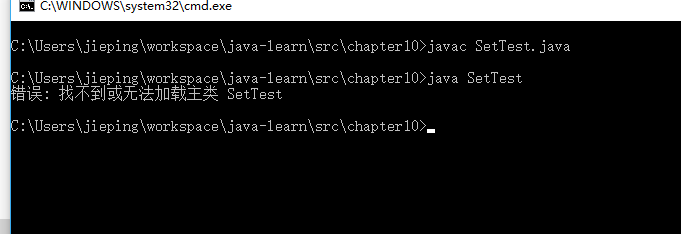 C:\WINDOWS\system32\cmd.exe
C:\Users\jieping\workspace\java-learn\src\chapter10>javac SetTest.java
C:\Users\jieping\workspace\java-learn\src\chapter10>java SetTest
错误: 找不到或无法加载主类 SetTest
C:\Users\jieping\workspace\java-learn\src\chapter10>